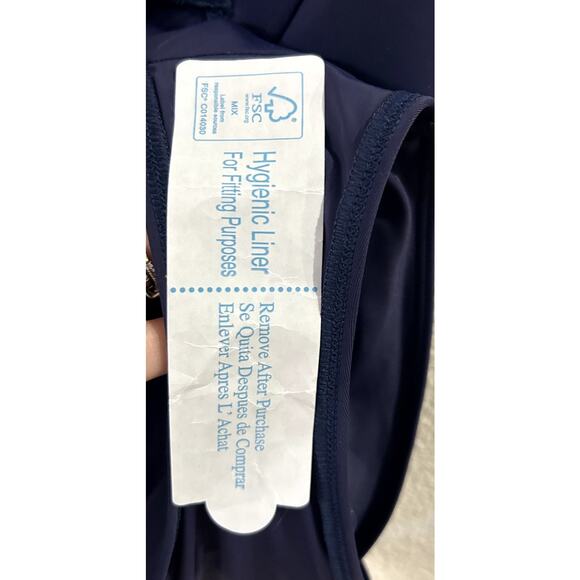 FSC
www.fsc.org
MIX
Label from
responsible sources
FSC® C014030
Hygienic Liner
For Fitting Purposes
Remove After Purchase
Se Quita Despues de Comprar
Enlever Apres L' Achat